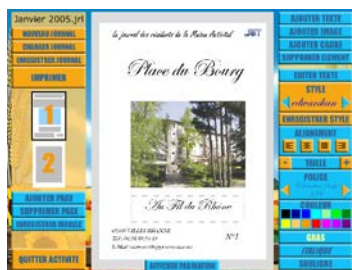 Janvier 2005.jrl
NOUVEAU JOURNAL
CHARGER JOURNAL
ENREGISTRER JOURNAL
IMPRIMER
1
2
AJOUTER PAGE
SUPPRIMER PAGE
ENREGISTRER MODELE
QUITTER ACTIVITE
Le journal des résidents de la Maison
Place du Bourg
Au Fil du Rhône
N°1
AFFICHER PAGINATION
AJOUTER TEXTE
AJOUTER IMAGE
AJOUTER CADRE
SUPPRIMER ELEMENT
EDITER TEXTE
STYLE
ENREGISTRER STYLE
ALIGNEMENT
- TAILLE +
POLICE
COULEUR
GRAS
ITALIQUE
SOULIGNE